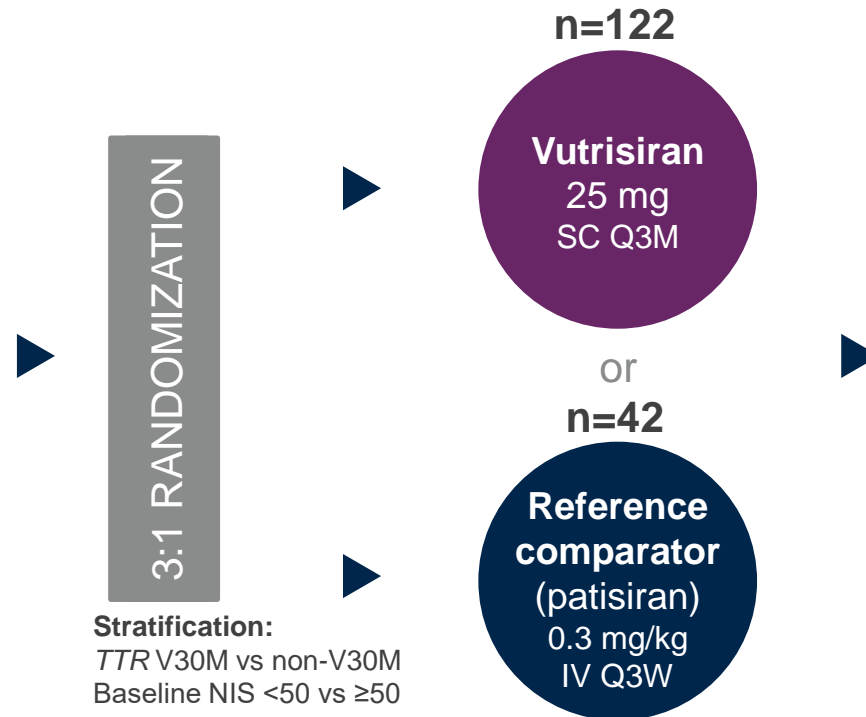 3:1 RANDOMIZATION
Stratification:
TTR V30M vs non-V30M
Baseline NIS <50 vs ≥50
n=122
Vutrisiran
25 mg
SC Q3M
or
n=42
Reference
comparator
(patisiran)
0.3 mg/kg
IV Q3W